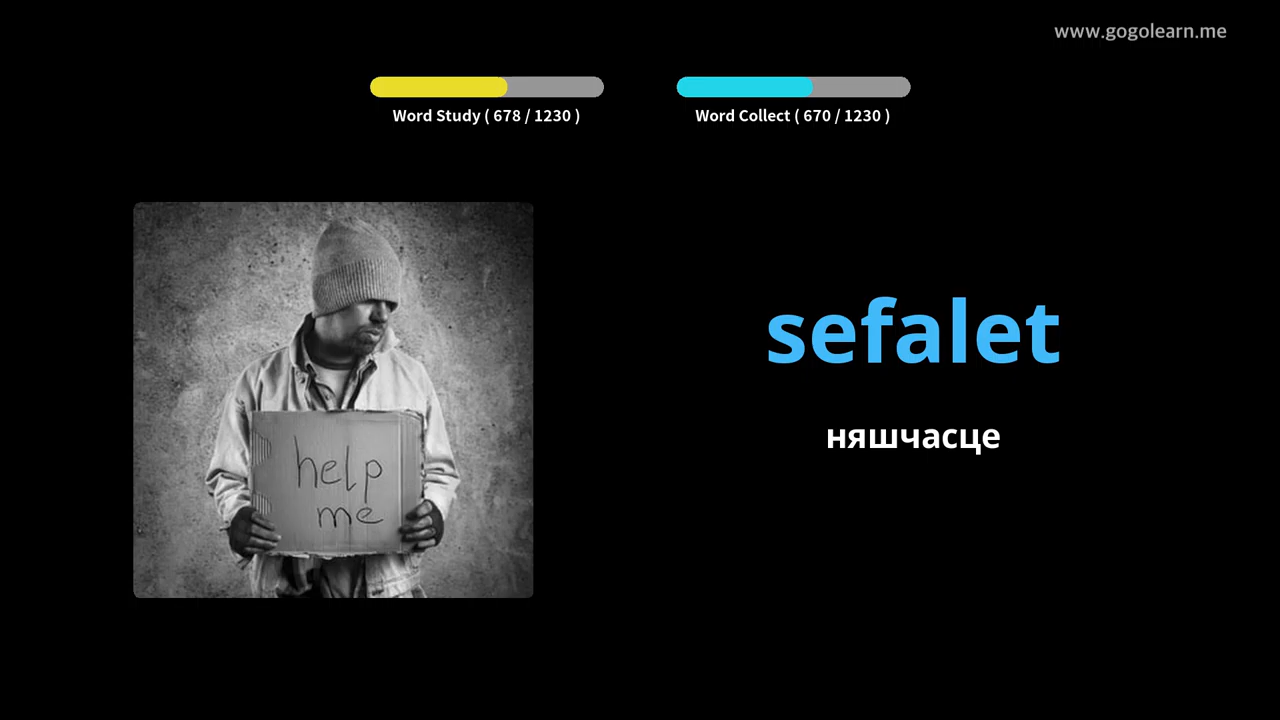 www.gogolearn.me
Word Study ( 678 / 1230 )
Word Collect ( 670 / 1230 )
help
me
sefalet
няшчасце